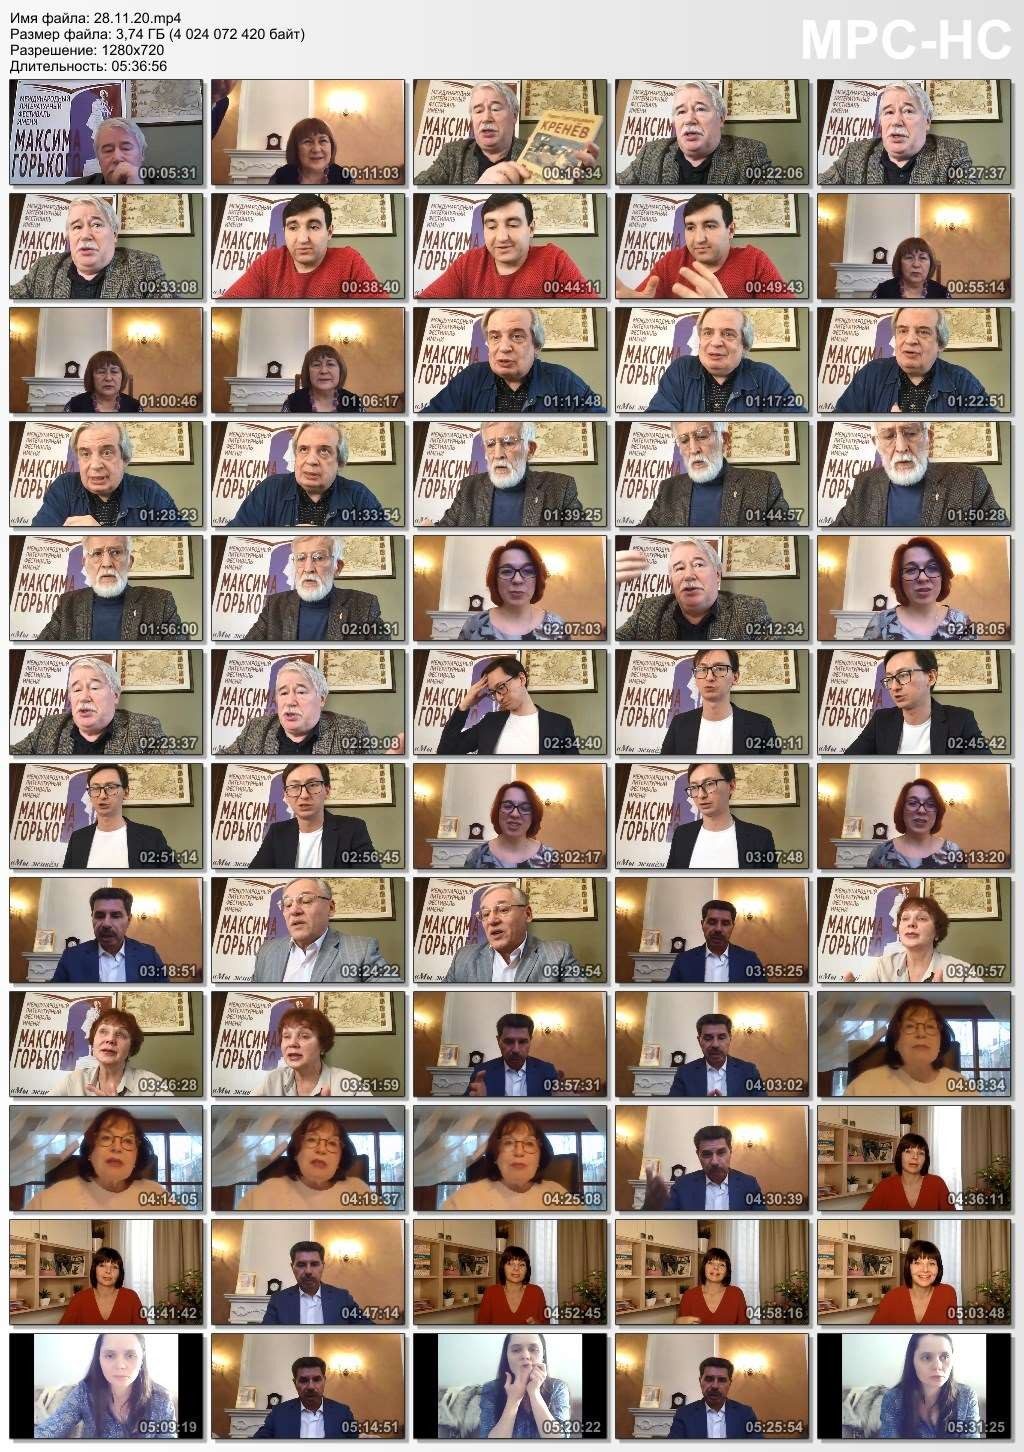 Имя файла: 28.11.20.mp4
Размер файла: 3,74 ГБ (4 024 072 420 байт)
Разрешение: 1280x720
Длительность: 05:36:56
MPC-HC
МЕЖДУНАРОДНЫЙ
ЛИТЕРАТУРНЫЙ
ФЕСТИВАЛЬ
ИМЕНИ
МАКСИМА
ГОРЬКОГО
ХРЕНЁВ
00:05:31 00:11:03 00:16:34 00:22:06 00:27:37
00:33:08 00:38:40 00:44:11 00:49:43 00:55:14
01:00:46 01:06:17 01:11:48 01:17:20 01:22:51
01:28:23 01:33:54 01:39:25 01:44:57 01:50:28
01:56:00 02:01:31 02:07:03 02:12:34 02:18:05
02:23:37 02:29:08 02:34:40 02:40:11 02:45:42
02:51:14 02:56:45 03:02:17 03:07:48 03:13:20
03:18:51 03:24:22 03:29:54 03:35:25 03:40:57
03:46:28 03:51:59 03:57:31 04:03:02 04:08:34
04:14:05 04:19:37 04:25:08 04:30:39 04:36:11
04:41:42 04:47:14 04:52:45 04:58:16 05:03:48
05:09:19 05:14:51 05:20:22 05:25:54 05:31:25